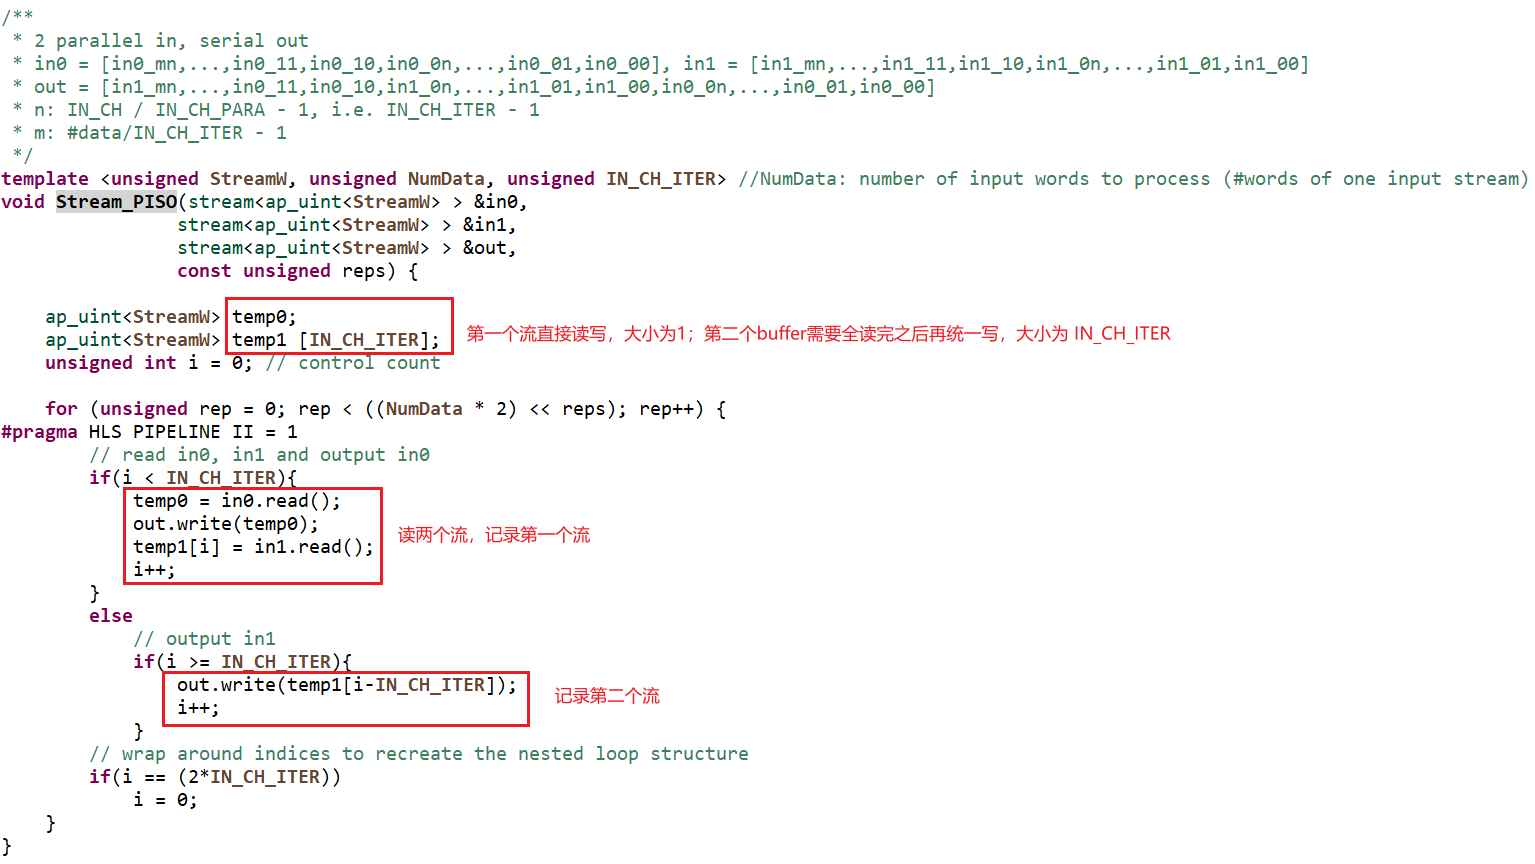 /**
 * 2 parallel in, serial out
 * in0 = [in0_mn,...,in0_11,in0_10,in0_0n,...,in0_01,in0_00], in1 = [in1_mn,...,in1_11,in1_10,in1_0n,...,in1_01,in1_00]
 * out = [in1_mn,...,in0_11,in0_10,in1_0n,...,in1_01,in1_00,in0_0n,...,in0_01,in0_00]
 * n: IN_CH / IN_CH_PARA - 1, i.e. IN_CH_ITER - 1
 * m: #data/IN_CH_ITER - 1
 */
template <unsigned StreamW, unsigned NumData, unsigned IN_CH_ITER> //NumData: number of input words to process (#words of one input stream)
void Stream_PISO(stream<ap_uint<StreamW> > &in0,
                stream<ap_uint<StreamW> > &in1,
                stream<ap_uint<StreamW> > &out,
                const unsigned reps) {
    ap_uint<StreamW> temp0;
    ap_uint<StreamW> temp1 [IN_CH_ITER]; 第一个流直接读写，大小为1；第二个buffer需要全读完之后再统一写，大小为 IN_CH_ITER
    unsigned int i = 0; // control count
    for (unsigned rep = 0; rep < ((NumData * 2) << reps); rep++) {
#pragma HLS PIPELINE II = 1
        // read in0, in1 and output in0
        if(i < IN_CH_ITER){
            temp0 = in0.read();
            out.write(temp0); 读两个流，记录第一个流
            temp1[i] = in1.read();
            i++;
        }
        else
            // output in1
            if(i >= IN_CH_ITER){
                out.write(temp1[i-IN_CH_ITER]); 记录第二个流
                i++;
            }
        // wrap around indices to recreate the nested loop structure
        if(i == (2*IN_CH_ITER))
            i = 0;
    }
}